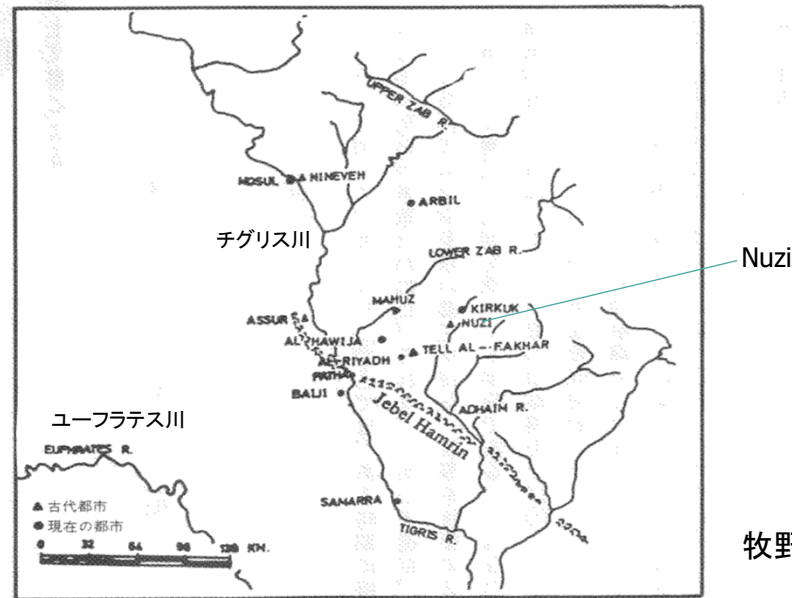 UPPER ZAB R.
MOSUL
NINEVEH
ARBIL
チグリス川
LOWER ZAB R.
Nuzi
MAHUZ
KIRKUK
ASSUR
NUZI
AL-HAWIJA
TELL AL-FAKHAR
AL-RIYADH
FATHA
BAIJI
Jebel Hamrin
ADHAIM R.
ユーフラテス川
EUPHRATES R.
SAMARRA
▲ 古代都市
● 現在の都市
TIGRIS R.
0 32 64 96 128 KM.
牧野